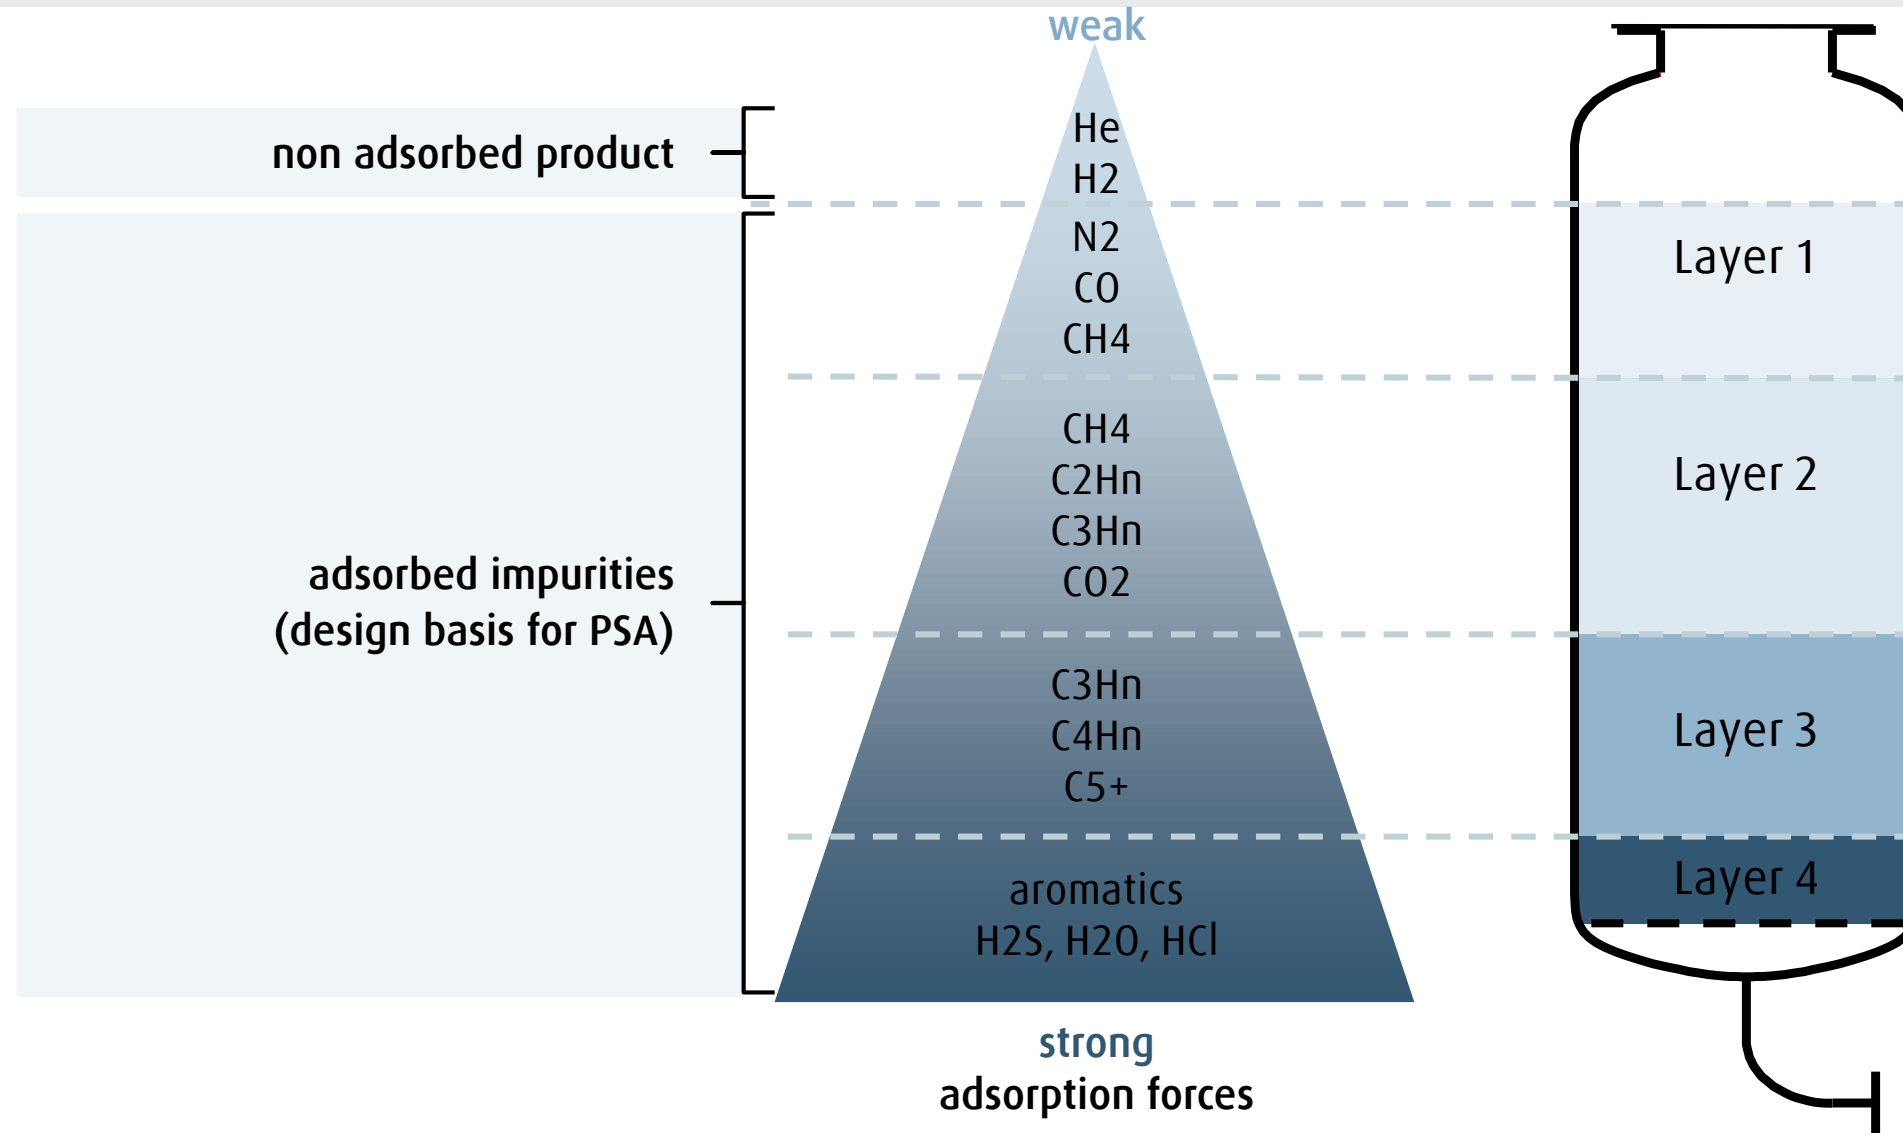 weak
non adsorbed product
He
H2
N2
CO
CH4
Layer 1
CH4
C2Hn
C3Hn
CO2
Layer 2
adsorbed impurities
(design basis for PSA)
C3Hn
C4Hn
C5+
Layer 3
aromatics
H2S, H2O, HCl
Layer 4
strong
adsorption forces